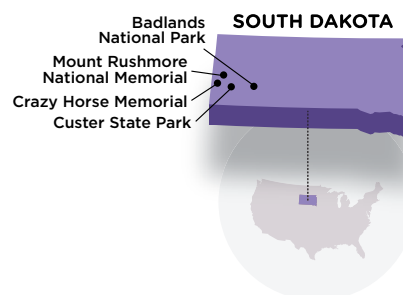 Badlands
National Park
SOUTH DAKOTA
Mount Rushmore
National Memorial
Crazy Horse Memorial
Custer State Park